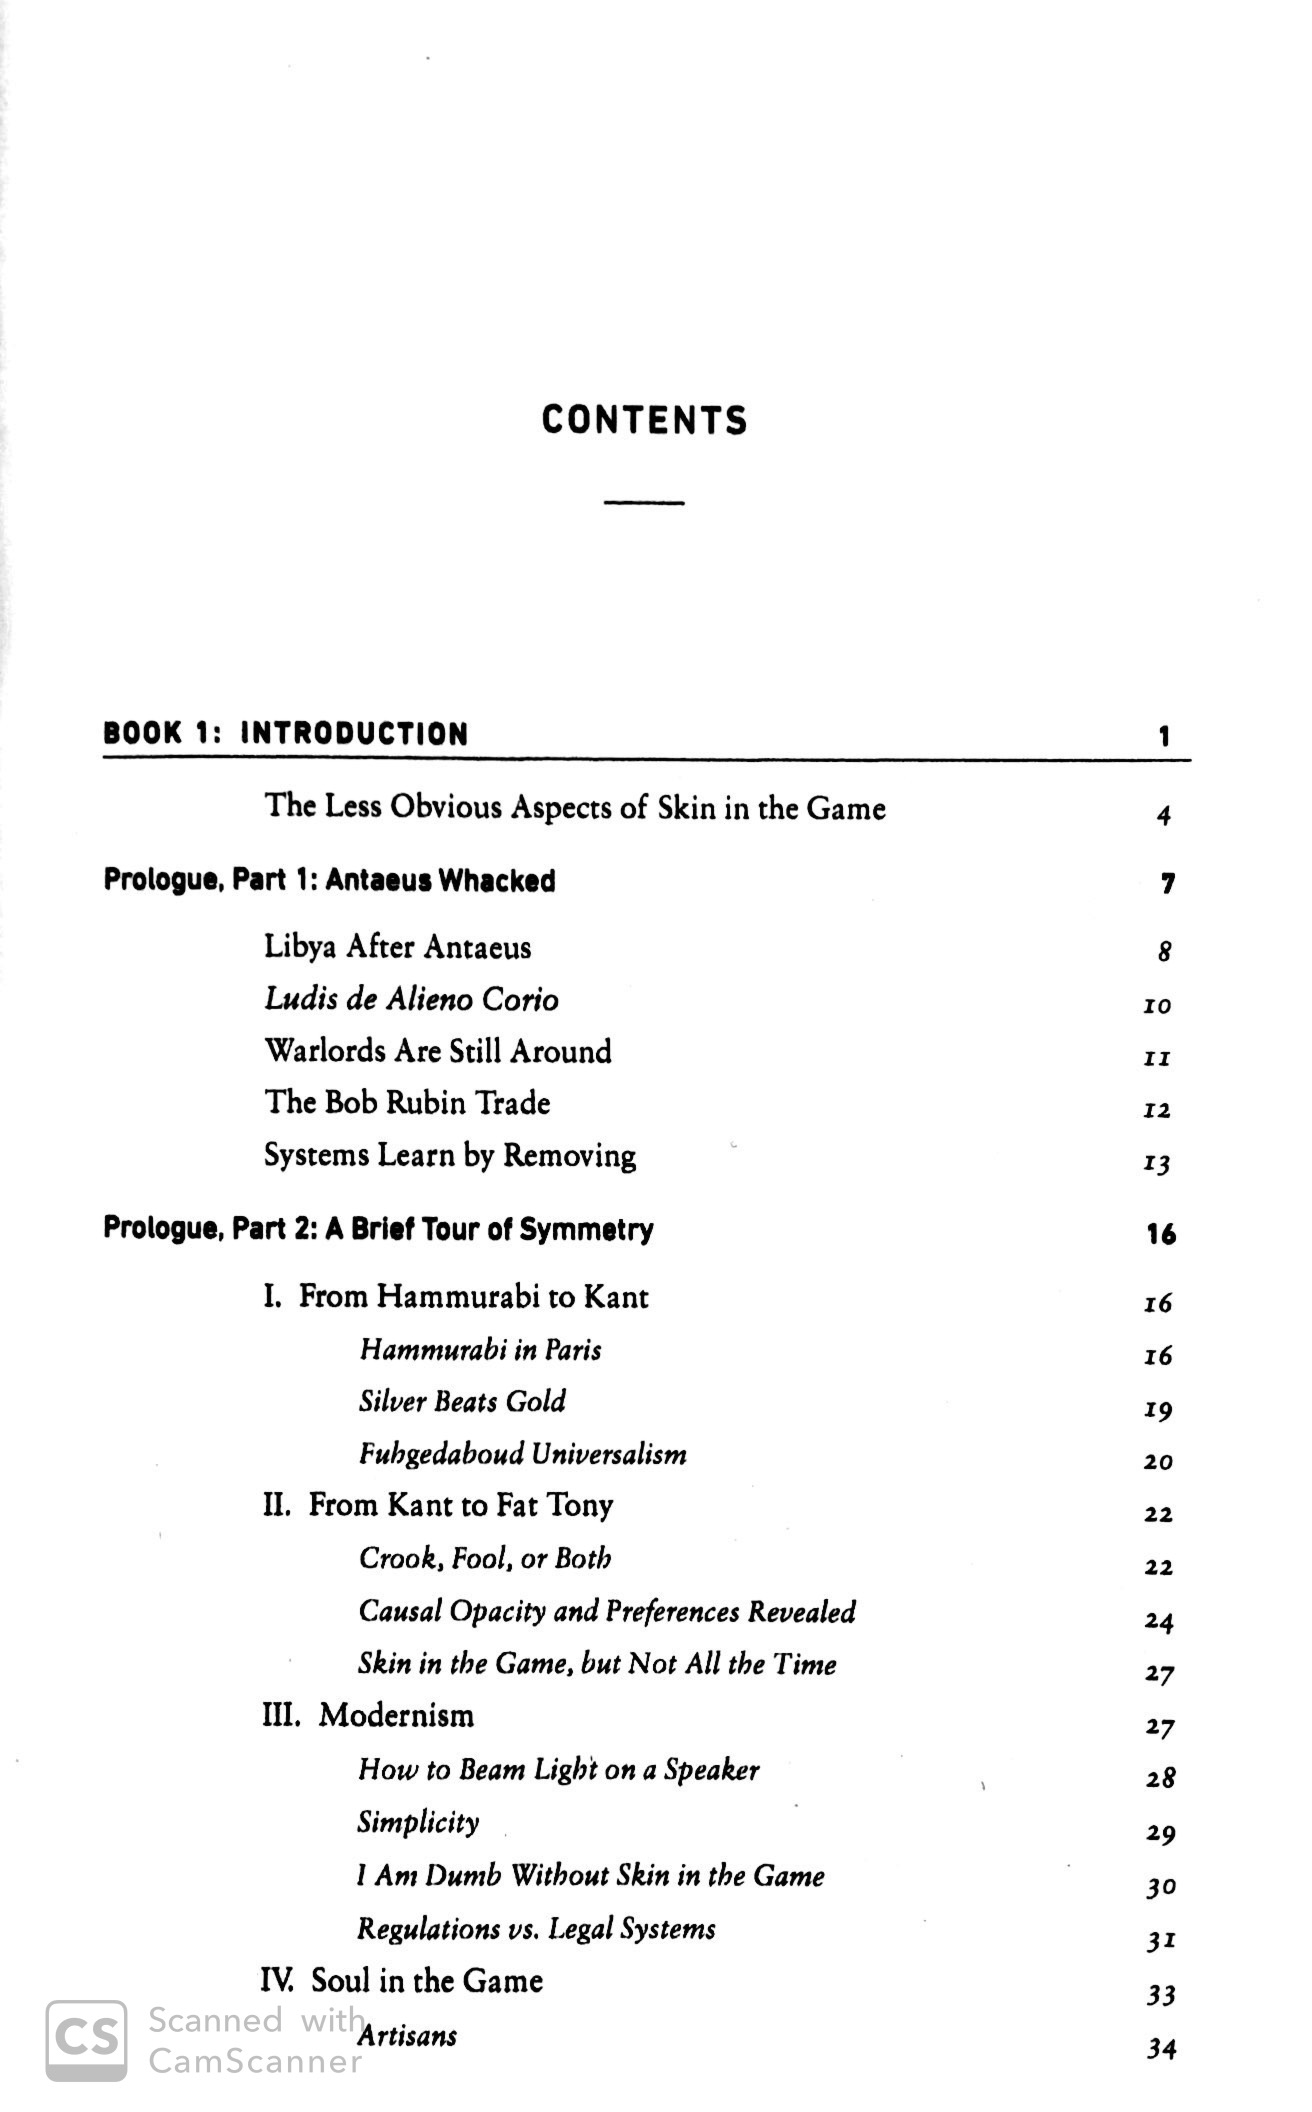 CONTENTS
BOOK 1: INTRODUCTION 1
The Less Obvious Aspects of Skin in the Game 4
Prologue, Part 1: Antaeus Whacked 7
Libya After Antaeus 8
Ludis de Alieno Corio 10
Warlords Are Still Around 11
The Bob Rubin Trade 12
Systems Learn by Removing 13
Prologue, Part 2: A Brief Tour of Symmetry 16
I. From Hammurabi to Kant 16
Hammurabi in Paris 16
Silver Beats Gold 19
Fuhgedaboud Universalism 20
II. From Kant to Fat Tony 22
Crook, Fool, or Both 22
Causal Opacity and Preferences Revealed 24
Skin in the Game, but Not All the Time 27
III. Modernism 27
How to Beam Light on a Speaker 28
Simplicity 29
I Am Dumb Without Skin in the Game 30
Regulations vs. Legal Systems 31
IV. Soul in the Game 33
Artisans 34
CS Scanned with
CamScanner